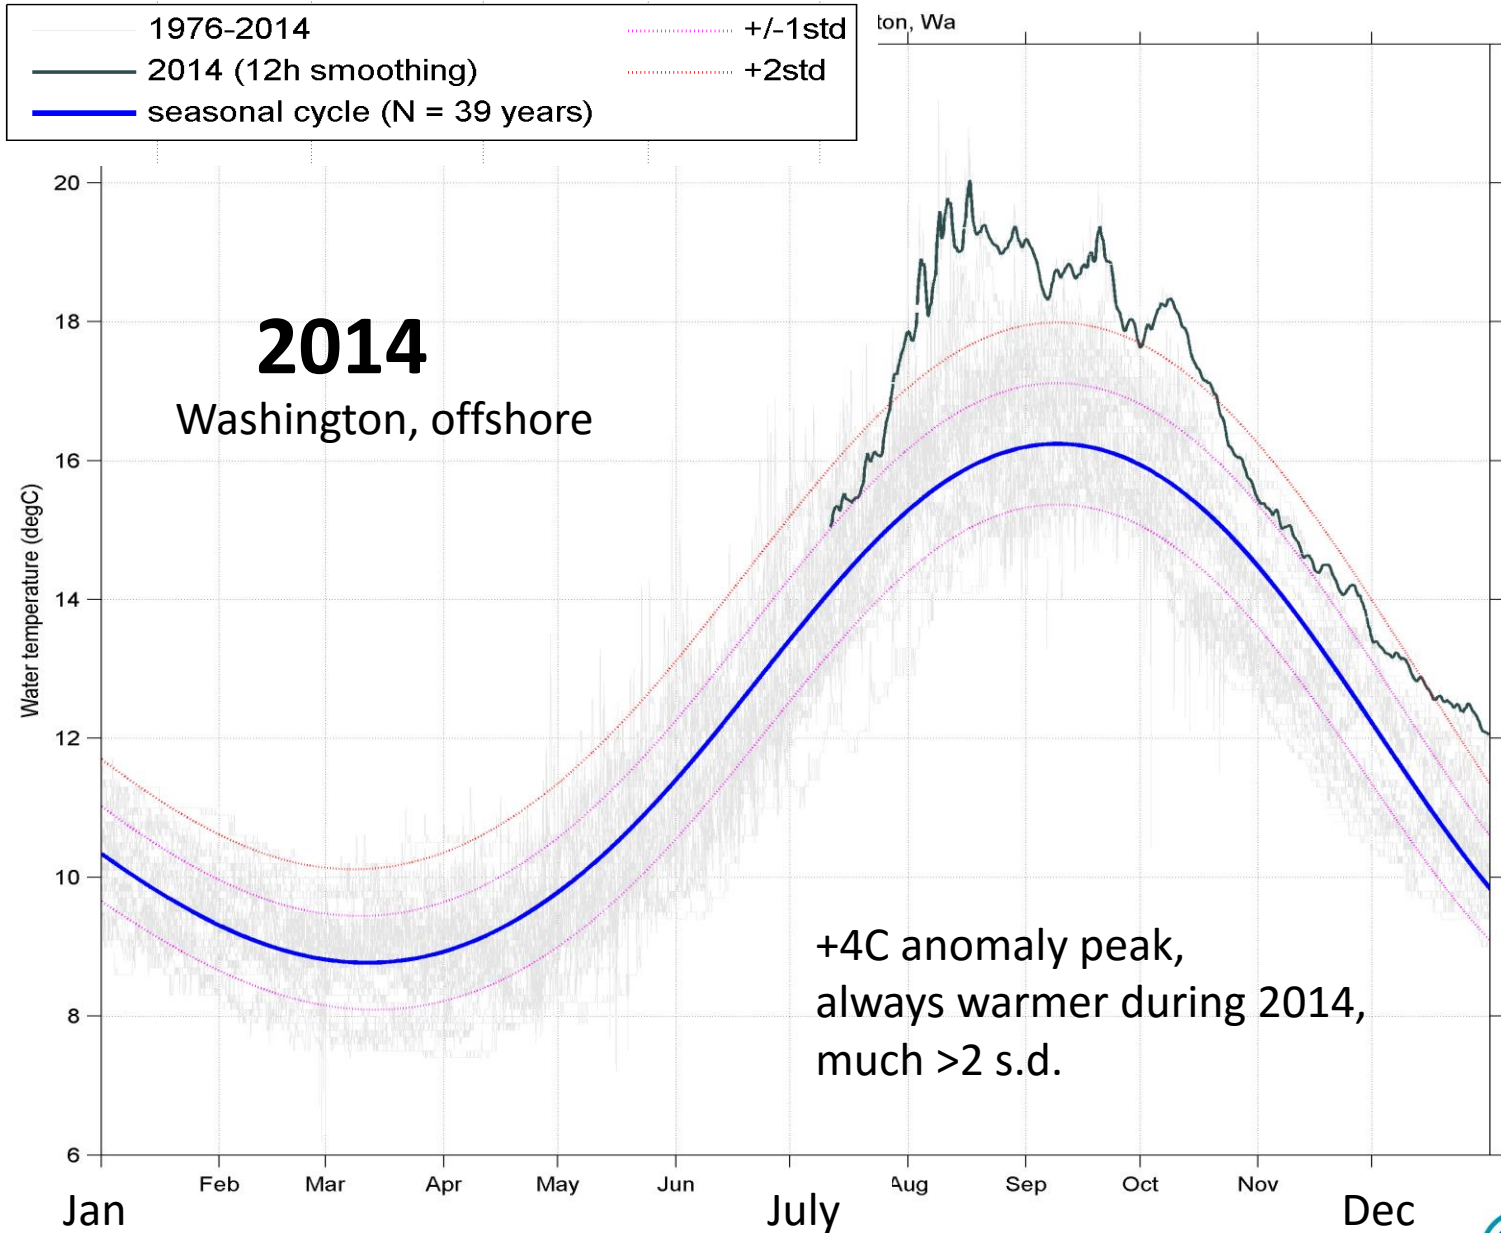 1976-2014
+/-1std
2014 (12h smoothing)
+2std
seasonal cycle (N = 39 years)
ton, Wa
20
18
16
14
12
10
8
6
Water temperature (degC)
2014
Washington, offshore
+4C anomaly peak,
always warmer during 2014,
much >2 s.d.
Feb
Mar
Apr
May
Jun
Aug
Sep
Oct
Nov
Jan
July
Dec